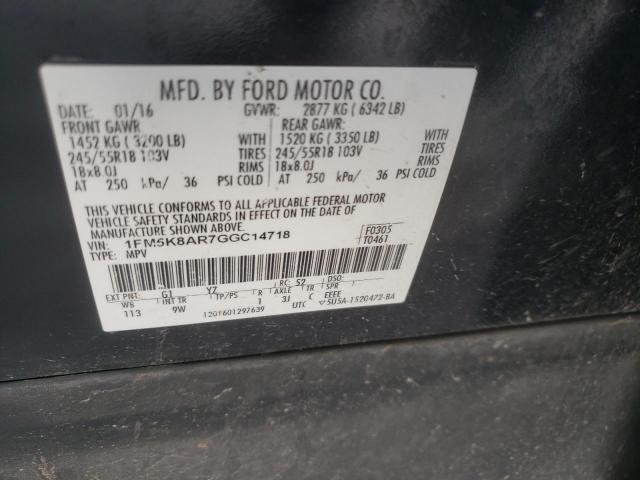 MFD. BY FORD MOTOR CO.
DATE: 01/16 GVWR: 2877 KG ( 6342 LB)
FRONT GAWR: REAR GAWR:
1452 KG ( 3200 LB) WITH 1520 KG ( 3350 LB) WITH
245/55R18 103V TIRES 245/55R18 103V TIRES
18x8.0J RIMS 18x8.0J RIMS
AT 250 kPa/ 36 PSI COLD AT 250 kPa/ 36 PSI COLD
THIS VEHICLE CONFORMS TO ALL APPLICABLE FEDERAL MOTOR
VEHICLE SAFETY STANDARDS IN EFFECT ON THE DATE OF
MANUFACTURE SHOWN ABOVE. F0305
VIN: 1FM5K8AR7GGC14718 T0461
TYPE: MPV
EXT PNT: G1 YZ RC: 52 DSO:
WB INT TR TP/PS R AXLE TR SPR
113 9W 1 3J EEEE
1201601297639 UTC 5U5A-1520472-BA